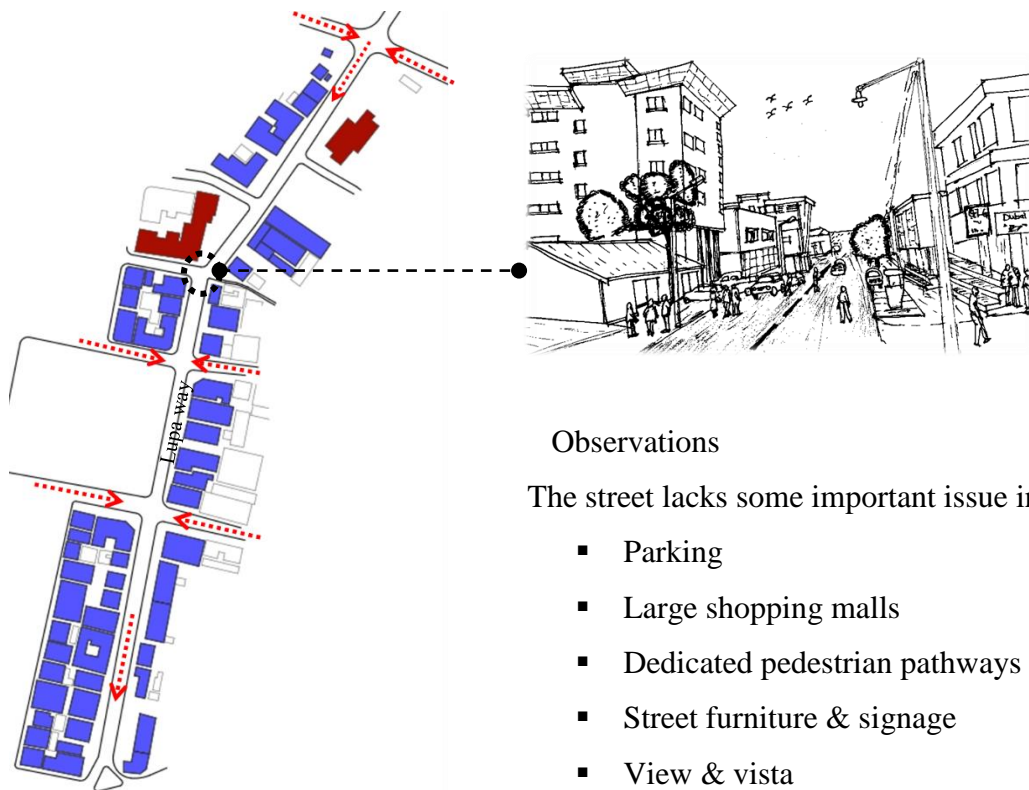 Lupa way
Dubai
Observations
The street lacks some important issue in
▪ Parking
▪ Large shopping malls
▪ Dedicated pedestrian pathways
▪ Street furniture & signage
▪ View & vista